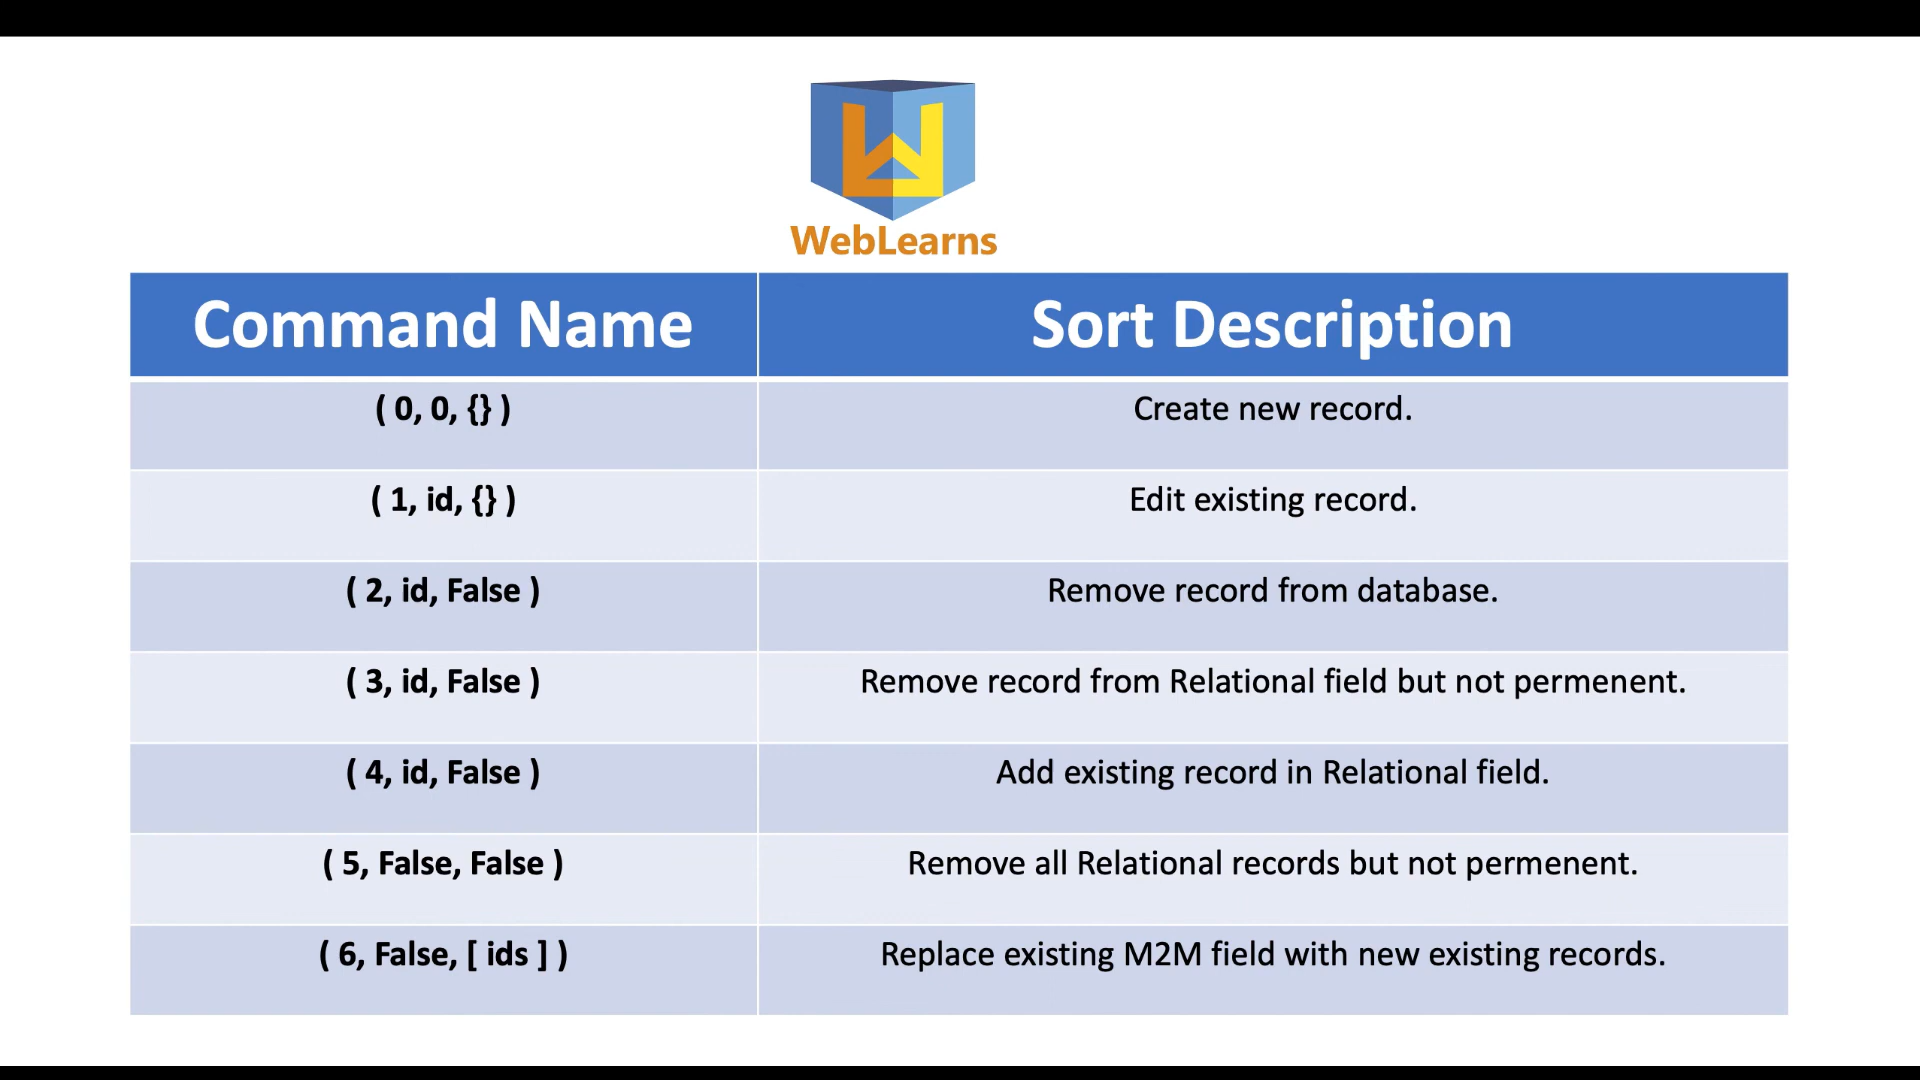 WebLearns
Command Name
Sort Description
( 0, 0, {} )
Create new record.
( 1, id, {} )
Edit existing record.
( 2, id, False )
Remove record from database.
( 3, id, False )
Remove record from Relational field but not permenent.
( 4, id, False )
Add existing record in Relational field.
( 5, False, False )
Remove all Relational records but not permenent.
( 6, False, [ ids ] )
Replace existing M2M field with new existing records.